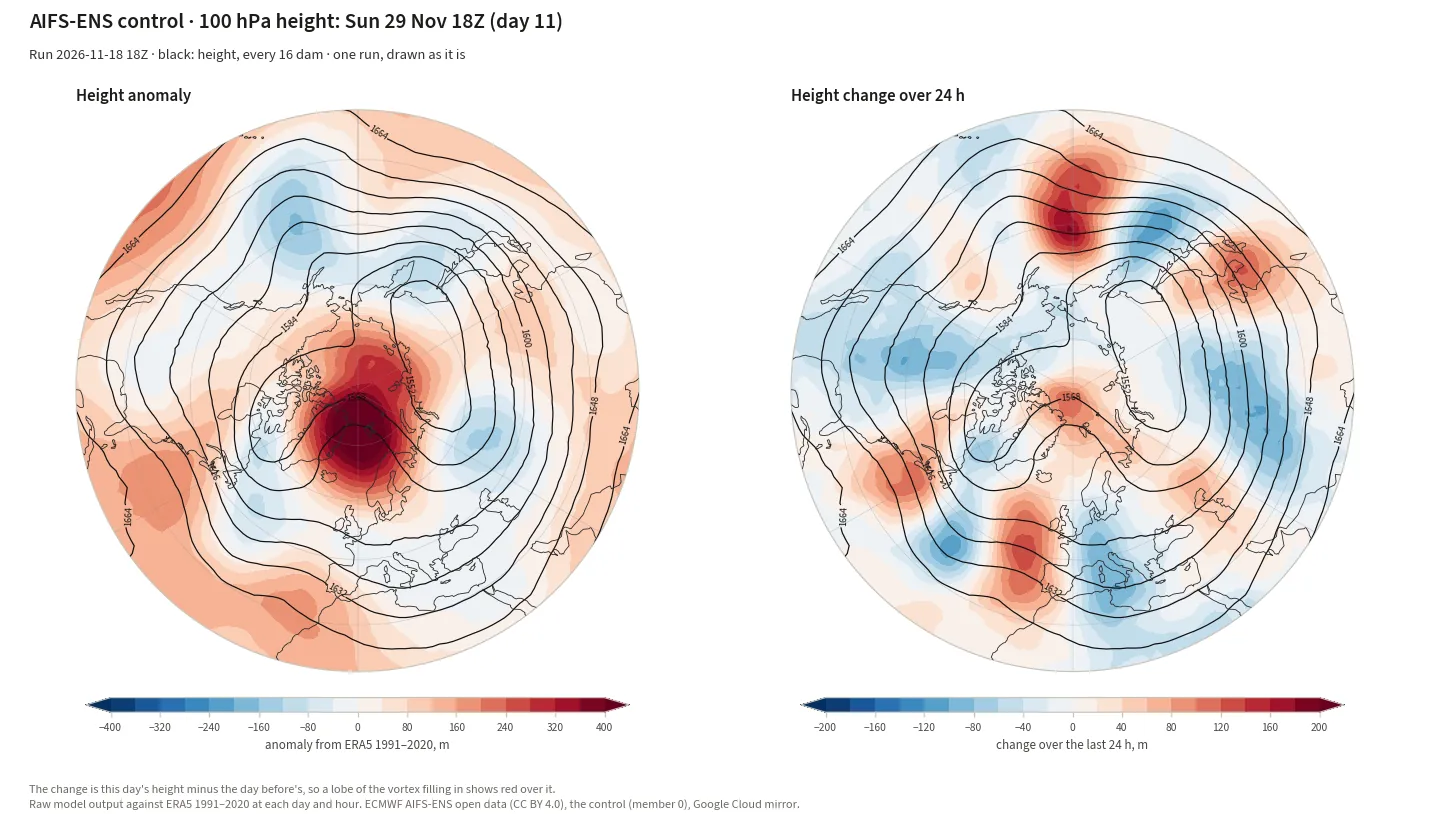 AIFS-ENS control · 100 hPa height: Sun 29 Nov 18Z (day 11)
Run 2026-11-18 18Z · black: height, every 16 dam · one run, drawn as it is
Height anomaly
Height change over 24 h
1664
1664
1584
1600
1552
1568
1648
1664
1616
1664
1632
1664
1664
1584
1600
1552
1568
1648
1664
1616
1664
1632
−400 −320 −240 −160 −80 0 80 160 240 320 400
anomaly from ERA5 1991–2020, m
−200 −160 −120 −80 −40 0 40 80 120 160 200
change over the last 24 h, m
The change is this day's height minus the day before's, so a lobe of the vortex filling in shows red over it.
Raw model output against ERA5 1991–2020 at each day and hour. ECMWF AIFS-ENS open data (CC BY 4.0), the control (member 0), Google Cloud mirror.